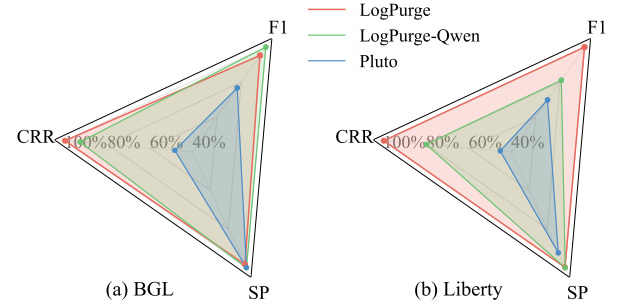 LogPurge
LogPurge-Qwen
Pluto
F1
CRR
100% 80% 60% 40%
SP
(a) BGL
F1
CRR
100% 80% 60% 40%
SP
(b) Liberty